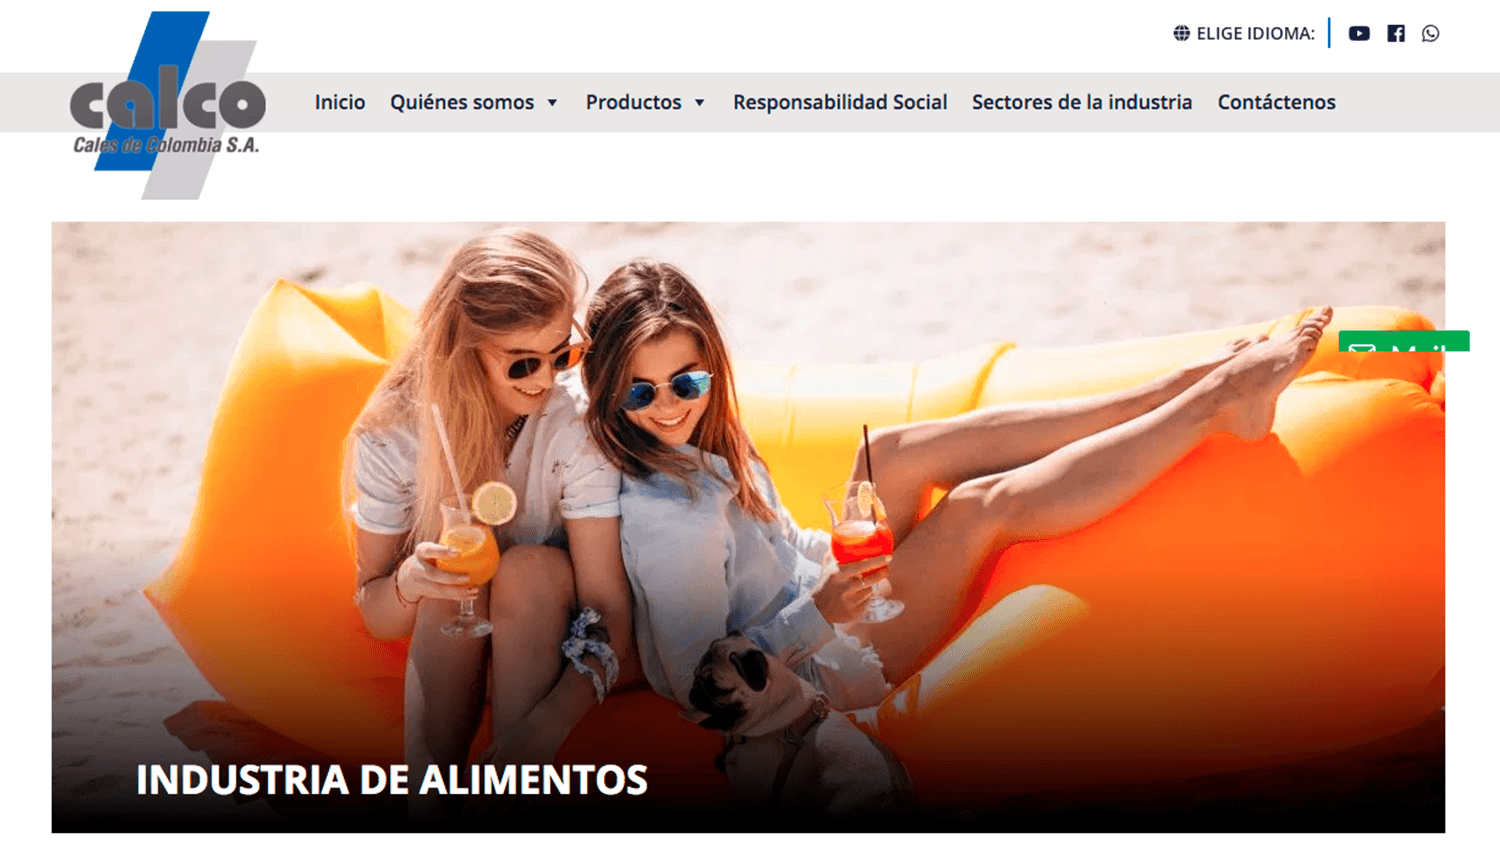 ELIGE IDIOMA:
calco
Cales de Colombia S.A.
Inicio Quiénes somos Productos Responsabilidad Social Sectores de la industria Contáctenos
INDUSTRIA DE ALIMENTOS